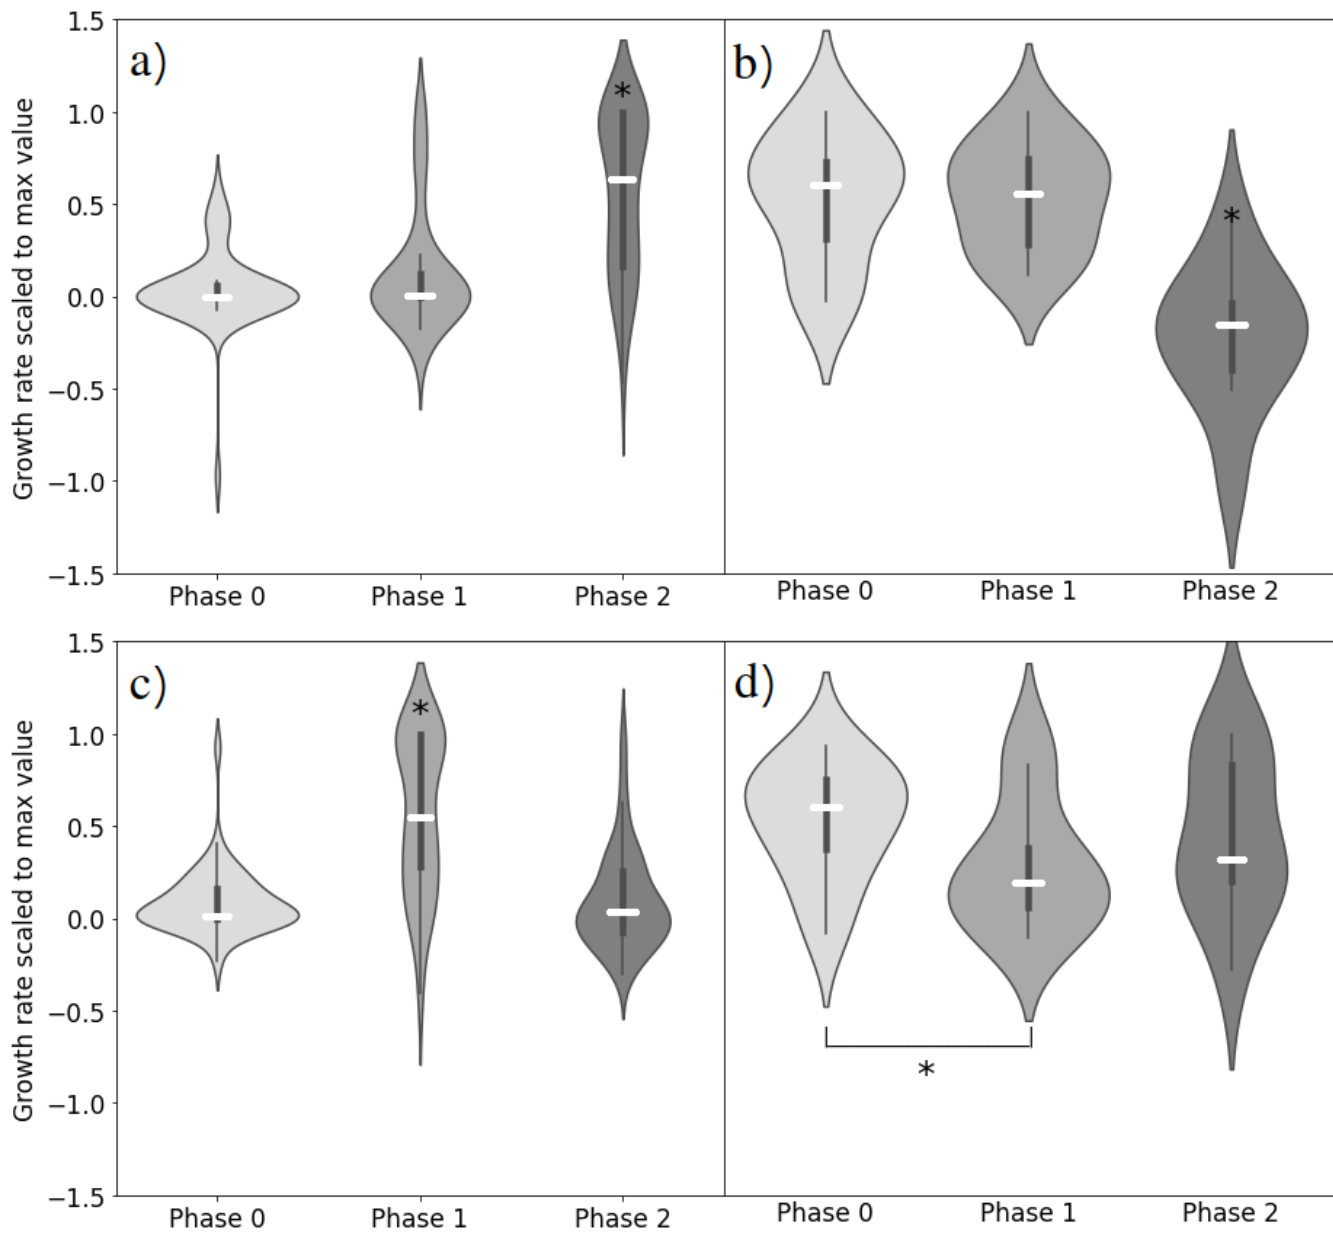 Growth rate scaled to max value
1.5
1.0
0.5
0.0
−0.5
−1.0
−1.5
a)
*
Phase 0
Phase 1
Phase 2
b)
*
Phase 0
Phase 1
Phase 2
Growth rate scaled to max value
1.5
1.0
0.5
0.0
−0.5
−1.0
−1.5
c)
*
Phase 0
Phase 1
Phase 2
d)
*
Phase 0
Phase 1
Phase 2